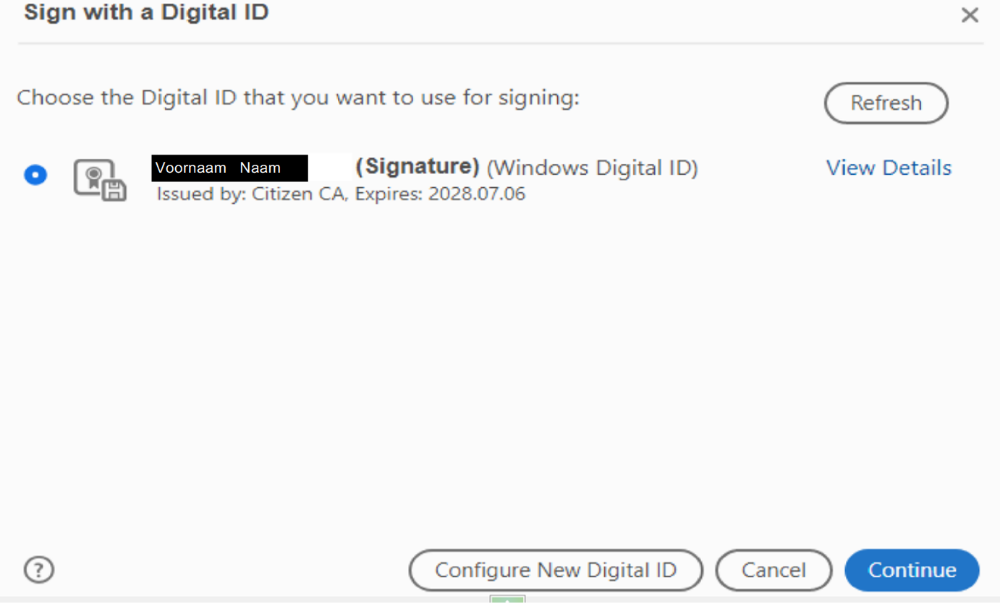 Sign with a Digital ID
Choose the Digital ID that you want to use for signing:
Refresh
Voornaam Naam (Signature) (Windows Digital ID)
View Details
Issued by: Citizen CA, Expires: 2028.07.06
?
Configure New Digital ID
Cancel
Continue